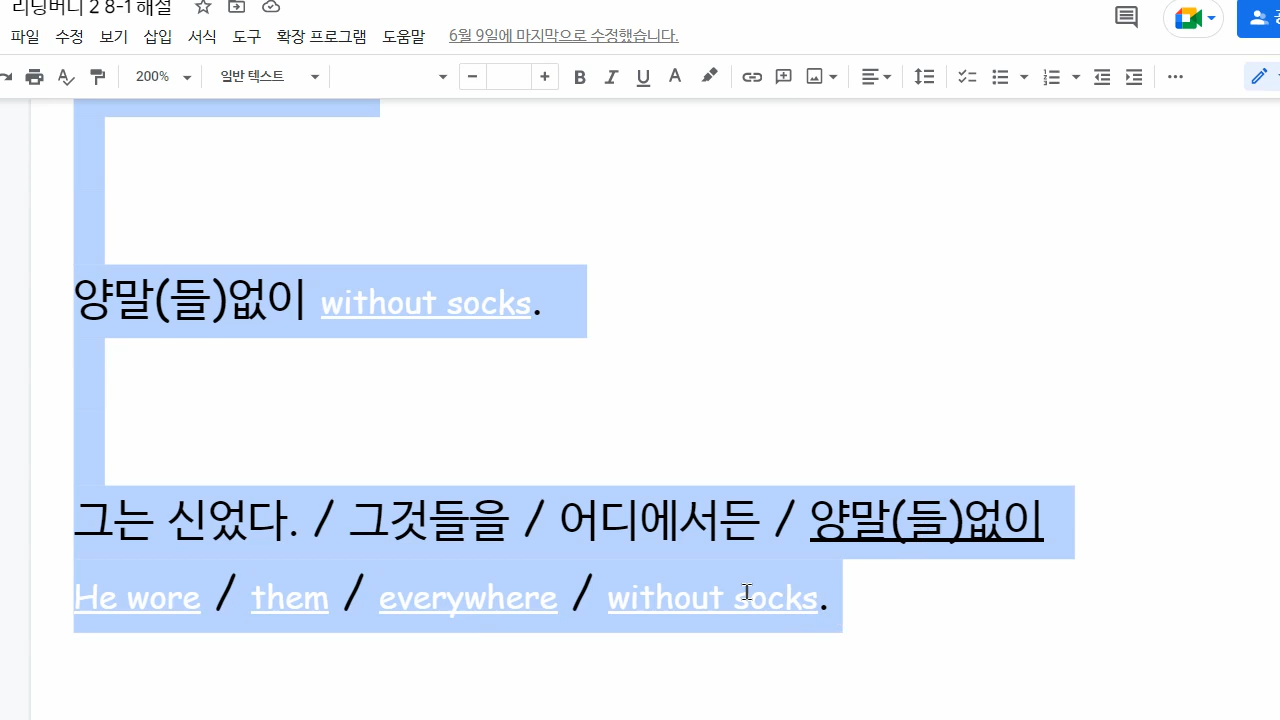 리딩버디 2 8-1 해설
파일 수정 보기 삽입 서식 도구 확장 프로그램 도움말 6월 9일에 마지막으로 수정했습니다.
200% 일반 텍스트
양말(들)없이 without socks.
그는 신었다. / 그것들을 / 어디에서든 / 양말(들)없이
He wore / them / everywhere / without socks.